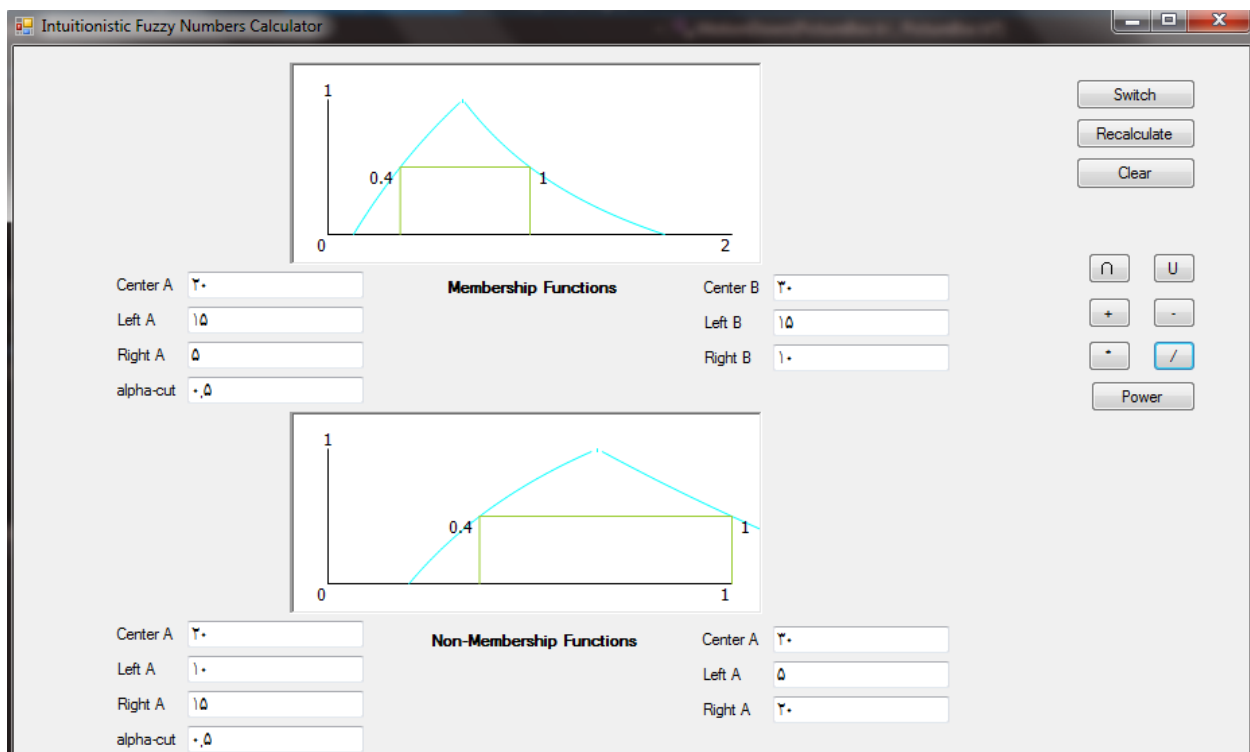 Intuitionistic Fuzzy Numbers Calculator
1
0.4
1
0
2
Switch
Recalculate
Clear
Center A ۲۰
Membership Functions
Center B ۳۰
Left A ۱۵
Left B ۱۵
Right A ۵
Right B ۱۰
alpha-cut ۰,۵
∩
U
+
-
*
/
Power
1
0.4
1
0
1
Center A ۲۰
Non-Membership Functions
Center A ۳۰
Left A ۱۰
Left A ۵
Right A ۱۵
Right A ۲۰
alpha-cut ۰,۵